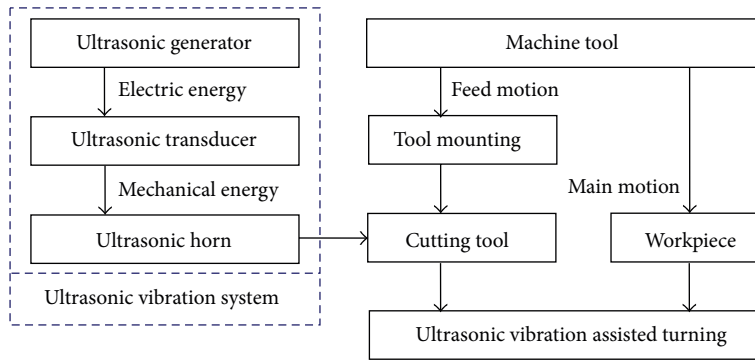 Ultrasonic generator
Machine tool
Electric energy
Feed motion
Ultrasonic transducer
Tool mounting
Mechanical energy
Main motion
Ultrasonic horn
Cutting tool
Workpiece
Ultrasonic vibration system
Ultrasonic vibration assisted turning